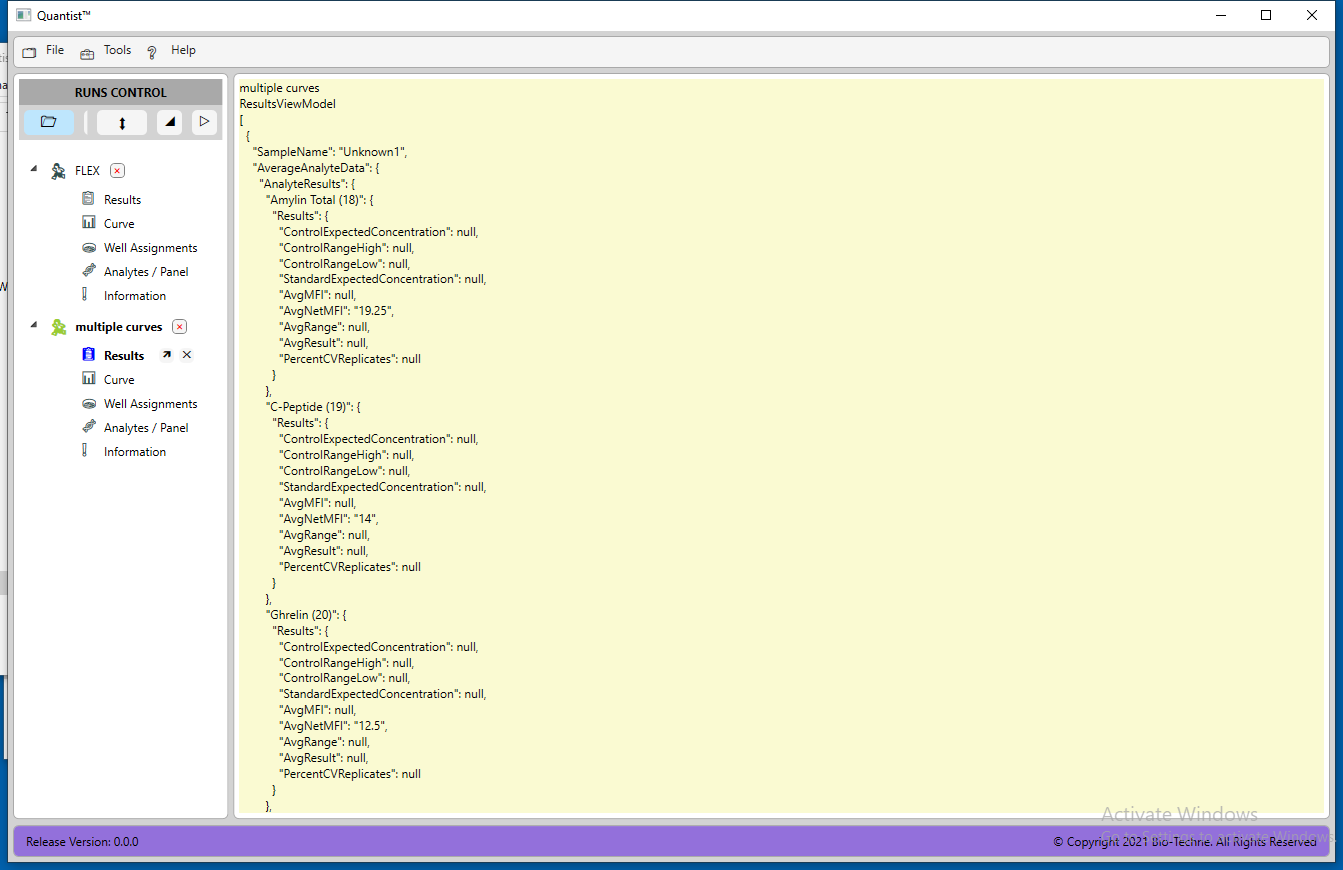 Quantist™
File Tools Help
RUNS CONTROL
FLEX
Results
Curve
Well Assignments
Analytes / Panel
Information
multiple curves
Results
Curve
Well Assignments
Analytes / Panel
Information
multiple curves
ResultsViewModel
[
{
"SampleName": "Unknown1",
"AverageAnalyteData": {
"AnalyteResults": {
"Amylin Total (18)": {
"Results": {
"ControlExpectedConcentration": null,
"ControlRangeHigh": null,
"ControlRangeLow": null,
"StandardExpectedConcentration": null,
"AvgMFI": null,
"AvgNetMFI": "19.25",
"AvgRange": null,
"AvgResult": null,
"PercentCVReplicates": null
}
},
"C-Peptide (19)": {
"Results": {
"ControlExpectedConcentration": null,
"ControlRangeHigh": null,
"ControlRangeLow": null,
"StandardExpectedConcentration": null,
"AvgMFI": null,
"AvgNetMFI": "14",
"AvgRange": null,
"AvgResult": null,
"PercentCVReplicates": null
}
},
"Ghrelin (20)": {
"Results": {
"ControlExpectedConcentration": null,
"ControlRangeHigh": null,
"ControlRangeLow": null,
"StandardExpectedConcentration": null,
"AvgMFI": null,
"AvgNetMFI": "12.5",
"AvgRange": null,
"AvgResult": null,
"PercentCVReplicates": null
}
},
Activate Windows
Go to Settings to activate Windows.
Release Version: 0.0.0
© Copyright 2021 Bio-Techne. All Rights Reserved